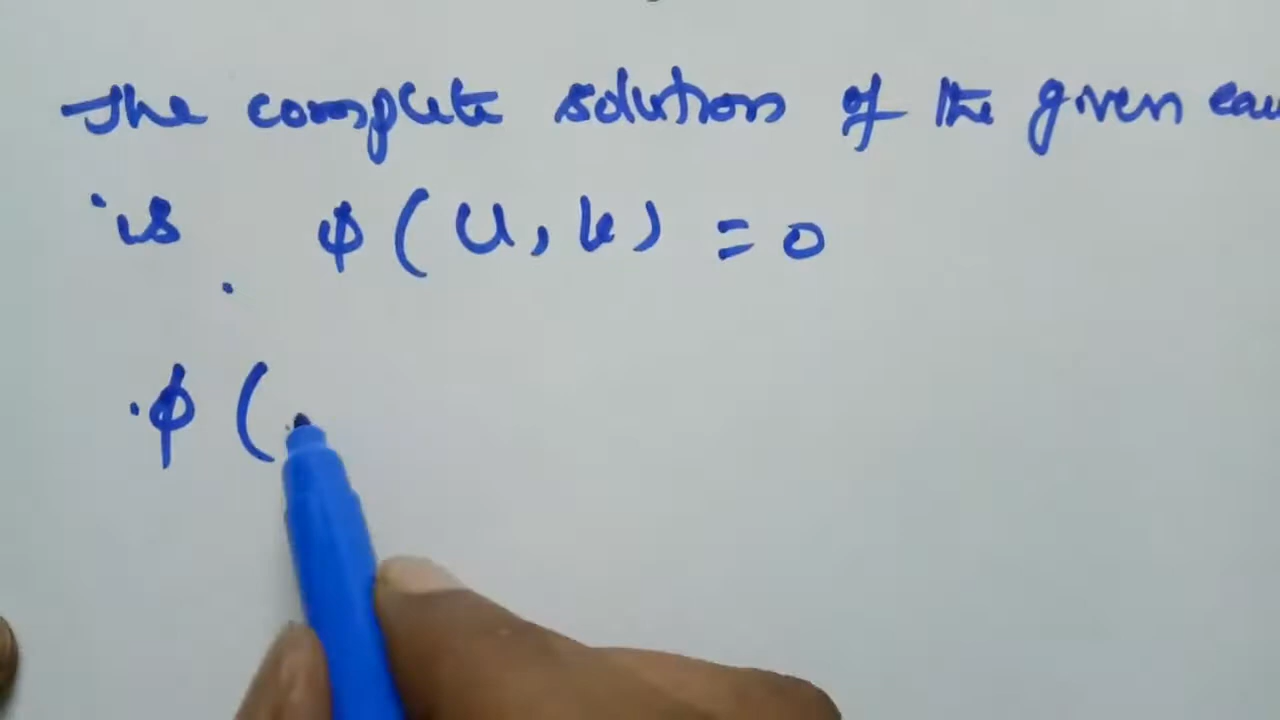 The complete solution of the given
is ϕ(u, v) = 0
ϕ (